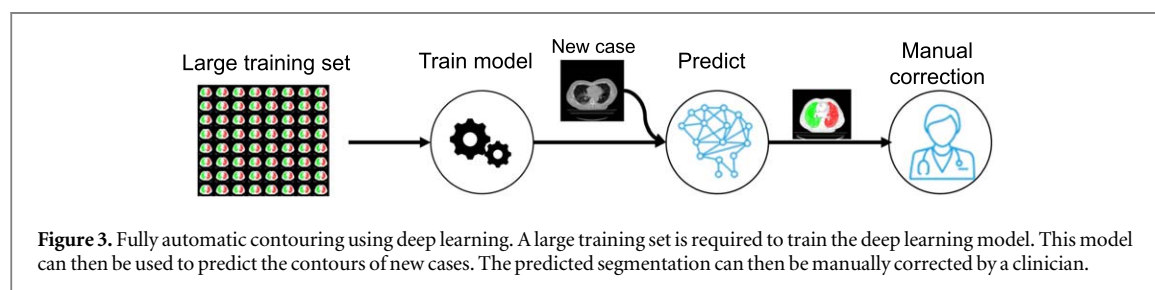 Large training set
Train model
New case
Predict
Manual
correction
Figure 3. Fully automatic contouring using deep learning. A large training set is required to train the deep learning model. This model
can then be used to predict the contours of new cases. The predicted segmentation can then be manually corrected by a clinician.